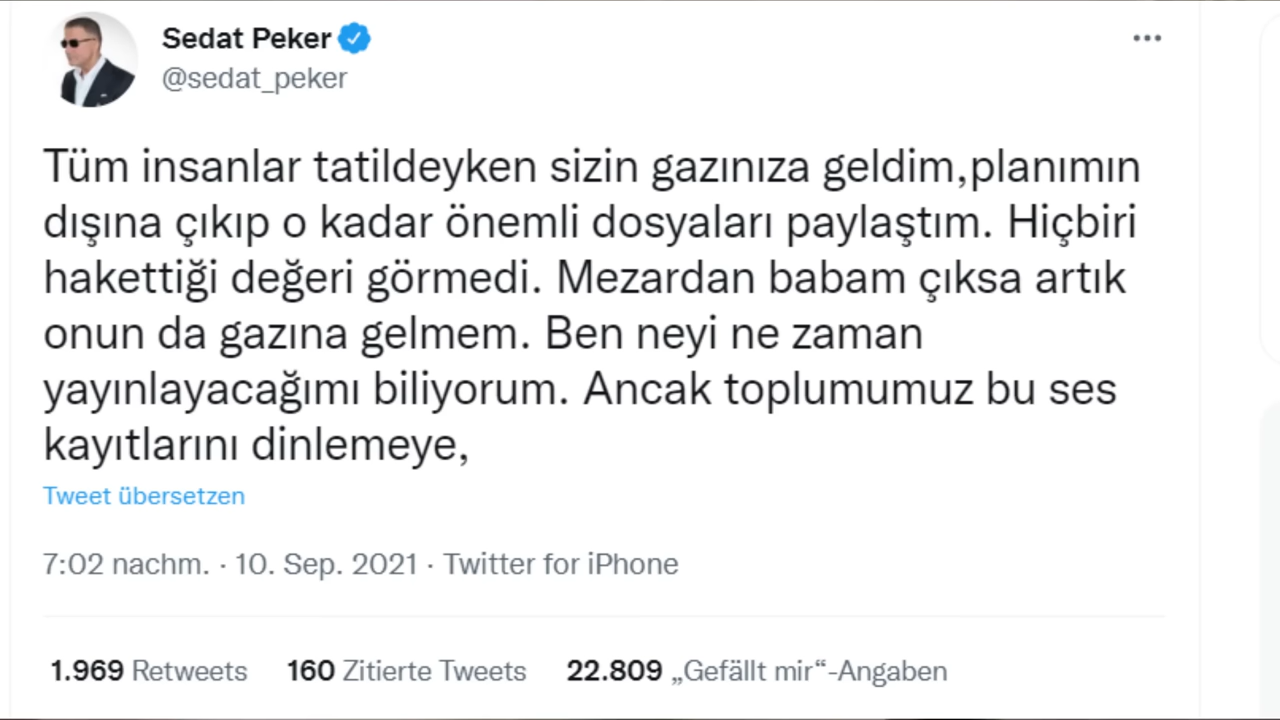 Sedat Peker
@sedat_peker
Tüm insanlar tatildeyken sizin gazınıza geldim,planımın
dışına çıkıp o kadar önemli dosyaları paylaştım. Hiçbiri
hakettiği değeri görmedi. Mezardan babam çıksa artık
onun da gazına gelmem. Ben neyi ne zaman
yayınlayacağımı biliyorum. Ancak toplumumuz bu ses
kayıtlarını dinlemeye,
Tweet übersetzen
7:02 nachm. · 10. Sep. 2021 · Twitter for iPhone
1.969 Retweets 160 Zitierte Tweets 22.809 „Gefällt mir“-Angaben